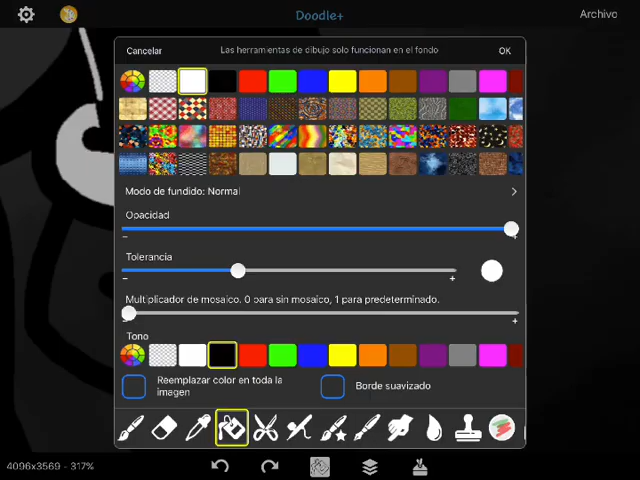 Doodle+
Archivo
Cancelar
Las herramientas de dibujo solo funcionan en el fondo
OK
Modo de fundido: Normal
Opacidad
- +
Tolerancia
- +
Multiplicador de mosaico. 0 para sin mosaico, 1 para predeterminado.
- +
Tono
Reemplazar color en toda la
imagen
Borde suavizado
4096x3569 - 317%